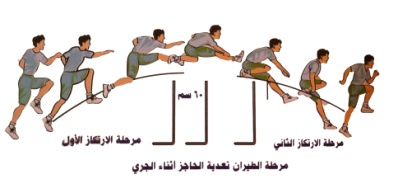 ٦٠ سم
مرحلة الارتكاز الثاني
مرحلة الارتكاز الأول
مرحلة الطيران تعدية الحاجز أثناء الجري